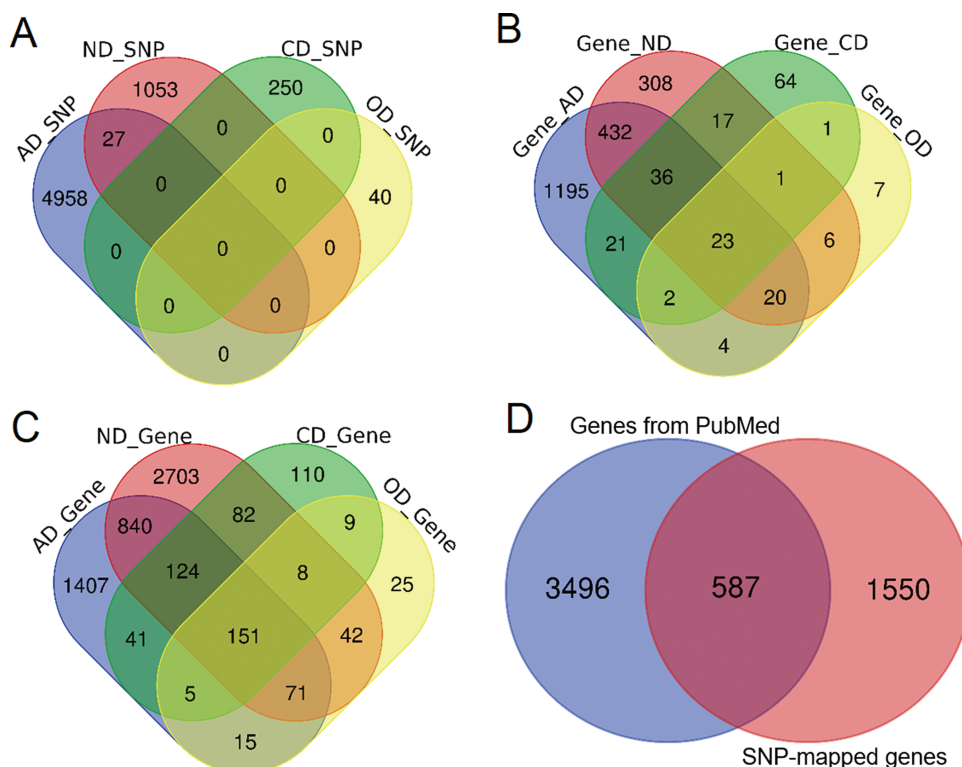 A
ND_SNP
CD_SNP
AD_SNP
OD_SNP
1053
250
27
0
0
4958
0
0
40
0
0
0
0
0
0
B
Gene_ND
Gene_CD
Gene_AD
Gene_OD
308
64
432
17
1
1195
36
1
7
21
23
6
2
20
4
C
ND_Gene
CD_Gene
AD_Gene
OD_Gene
2703
110
840
82
9
1407
124
8
25
41
151
42
5
71
15
D
Genes from PubMed
3496
587
1550
SNP-mapped genes